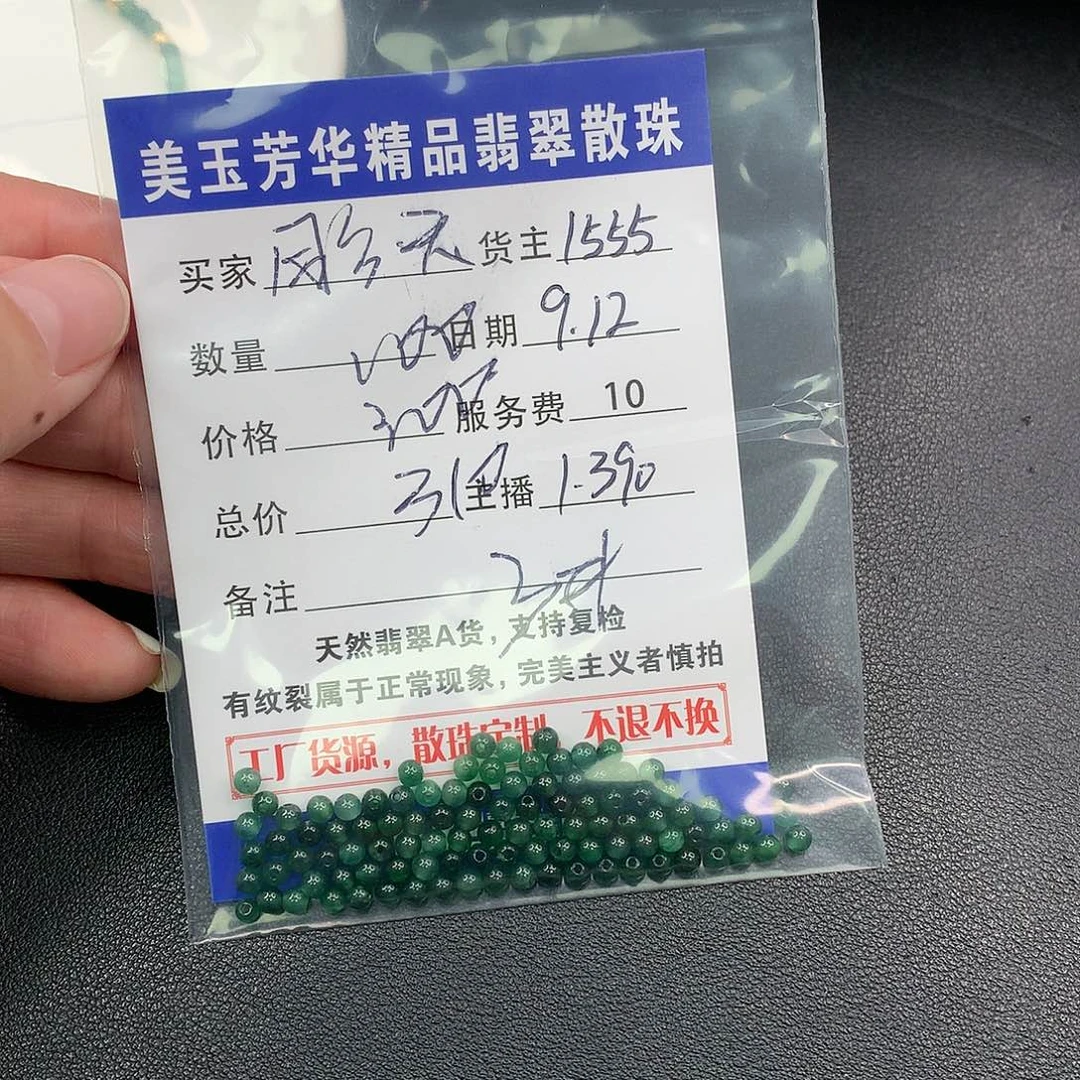 美玉芳华精品翡翠散珠
买家 货主 1555
数量 100 日期 9.12
价格 300 服务费 10
总价 310 主播 1.390
备注
天然翡翠A货，支持复检
有纹裂属于正常现象，完美主义者慎拍
工厂货源，散珠定制 不退不换